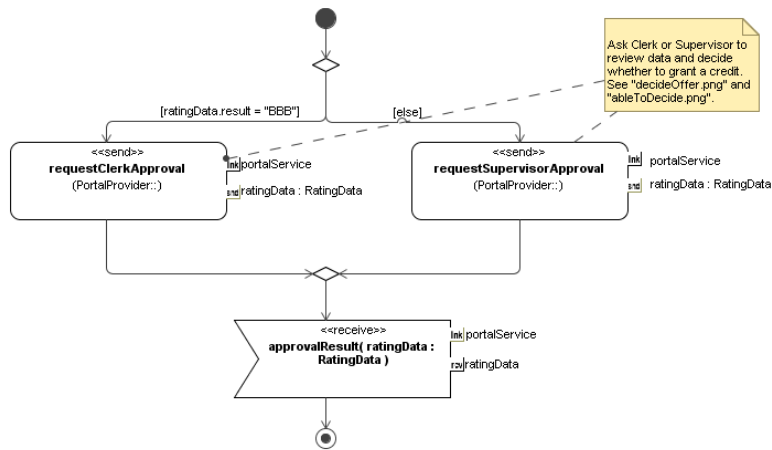 Ask Clerk or Supervisor to
review data and decide
whether to grant a credit.
See "decideOffer.png" and
"ableToDecide.png".
[ratingData.result = "BBB"]
[else]
<<send>>
requestClerkApproval
(PortalProvider::)
lnk portalService
snd ratingData : RatingData
<<send>>
requestSupervisorApproval
(PortalProvider::)
lnk portalService
snd ratingData : RatingData
<<receive>>
approvalResult( ratingData :
RatingData )
lnk portalService
rcv ratingData